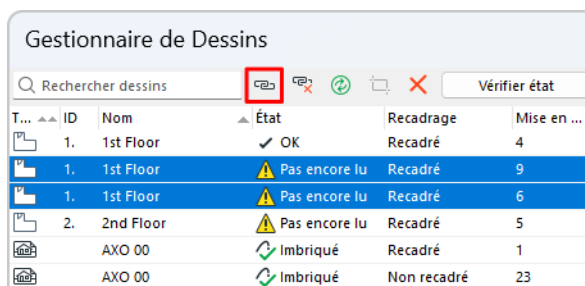 Gestionnaire de Dessins
Rechercher dessins Vérifier état
T... ID Nom État Recadrage Mise en ...
1. 1st Floor OK Recadré 4
1. 1st Floor Pas encore lu Recadré 9
1. 1st Floor Pas encore lu Recadré 6
2. 2nd Floor Pas encore lu Recadré 5
AXO 00 Imbriqué Recadré 1
AXO 00 Imbriqué Non recadré 23